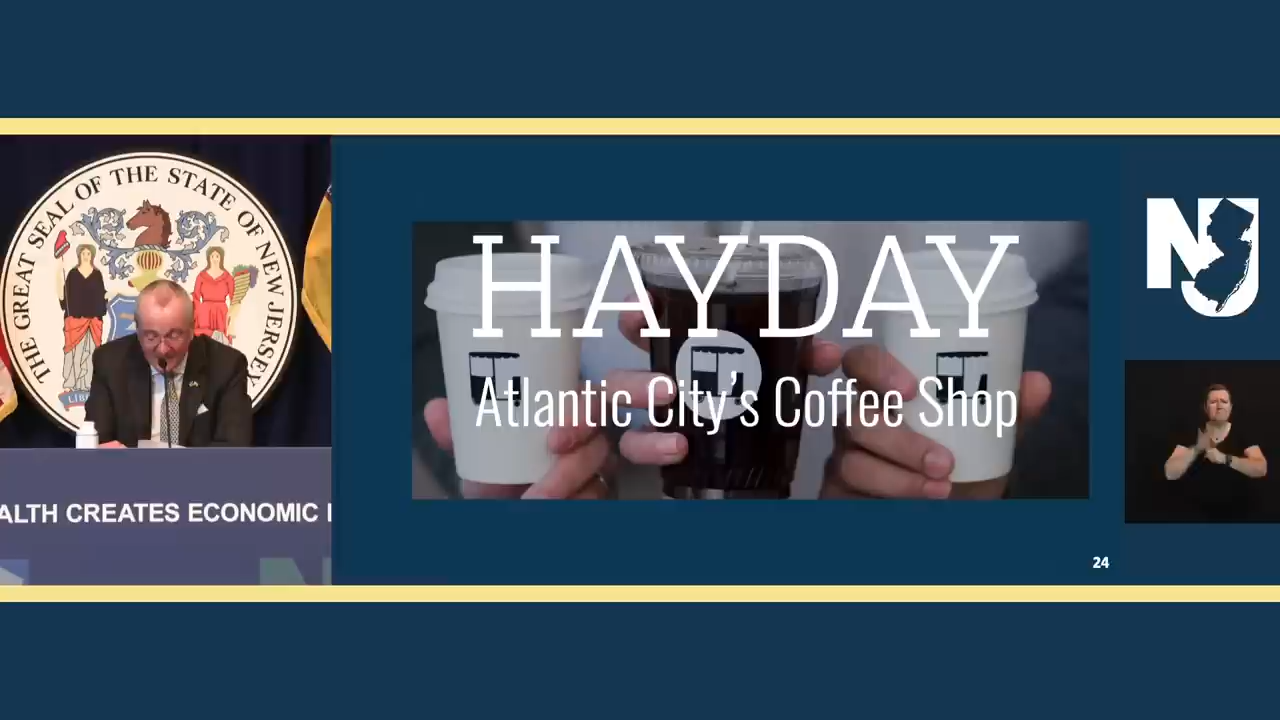 THE GREAT SEAL OF THE STATE OF NEW JERSEY
LIBE
ALTH CREATES ECONOMIC
HAYDAY
Atlantic City's Coffee Shop
24
NJ